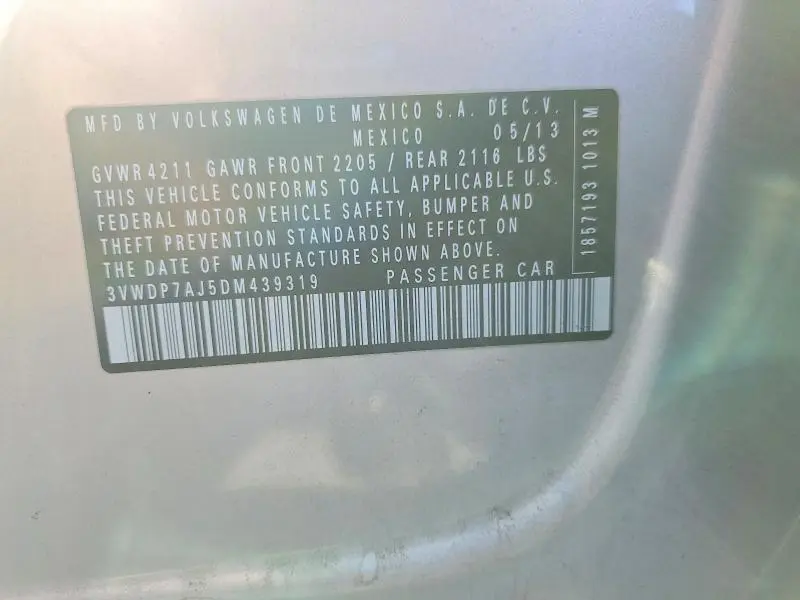 MFD BY VOLKSWAGEN DE MEXICO S.A. DE C.V.
MEXICO 05/13
GVWR 4211 GAWR FRONT 2205 / REAR 2116 LBS
THIS VEHICLE CONFORMS TO ALL APPLICABLE U.S.
FEDERAL MOTOR VEHICLE SAFETY, BUMPER AND
THEFT PREVENTION STANDARDS IN EFFECT ON
THE DATE OF MANUFACTURE SHOWN ABOVE.
3VWDP7AJ5DM439319 PASSENGER CAR
1857193 1013 M